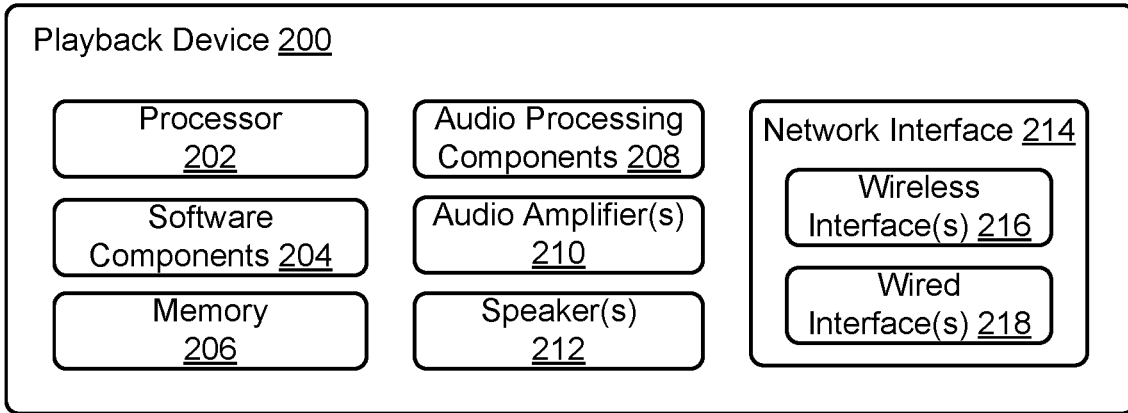 Playback Device 200
Processor
202
Software
Components 204
Memory
206
Audio Processing
Components 208
Audio Amplifier(s)
210
Speaker(s)
212
Network Interface 214
Wireless
Interface(s) 216
Wired
Interface(s) 218